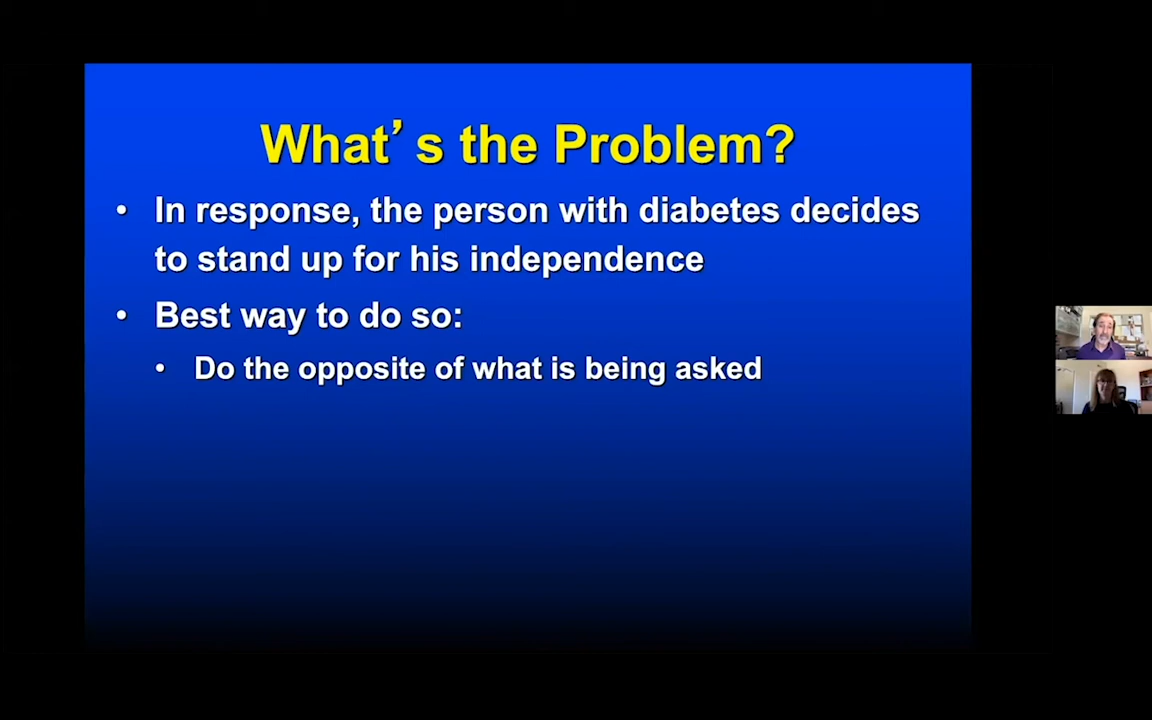 What's the Problem?
• In response, the person with diabetes decides
to stand up for his independence
• Best way to do so:
• Do the opposite of what is being asked